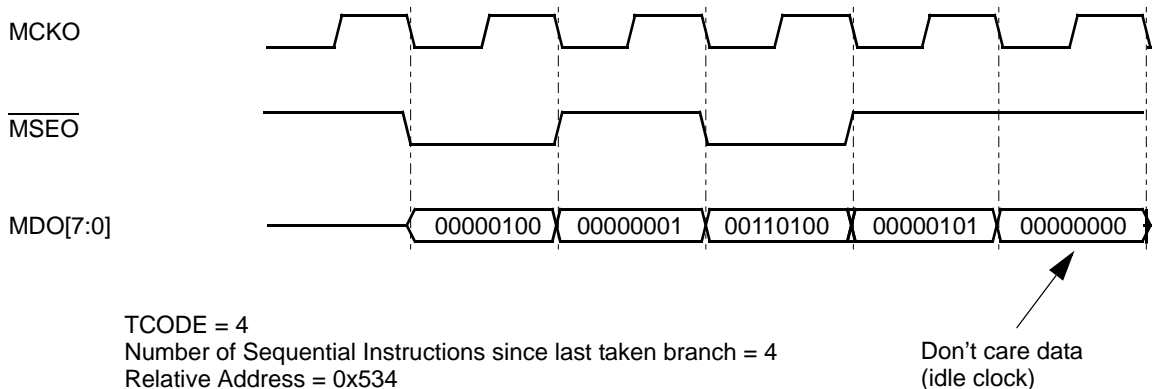 MCKO
MSEO
MDO[7:0]
00000100 00000001 00110100 00000101 00000000
TCODE = 4
Number of Sequential Instructions since last taken branch = 4
Relative Address = 0x534
Don't care data
(idle clock)